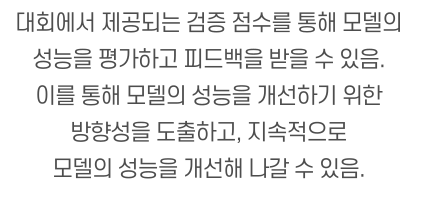 대회에서 제공되는 검증 점수를 통해 모델의
성능을 평가하고 피드백을 받을 수 있음.
이를 통해 모델의 성능을 개선하기 위한
방향성을 도출하고, 지속적으로
모델의 성능을 개선해 나갈 수 있음.